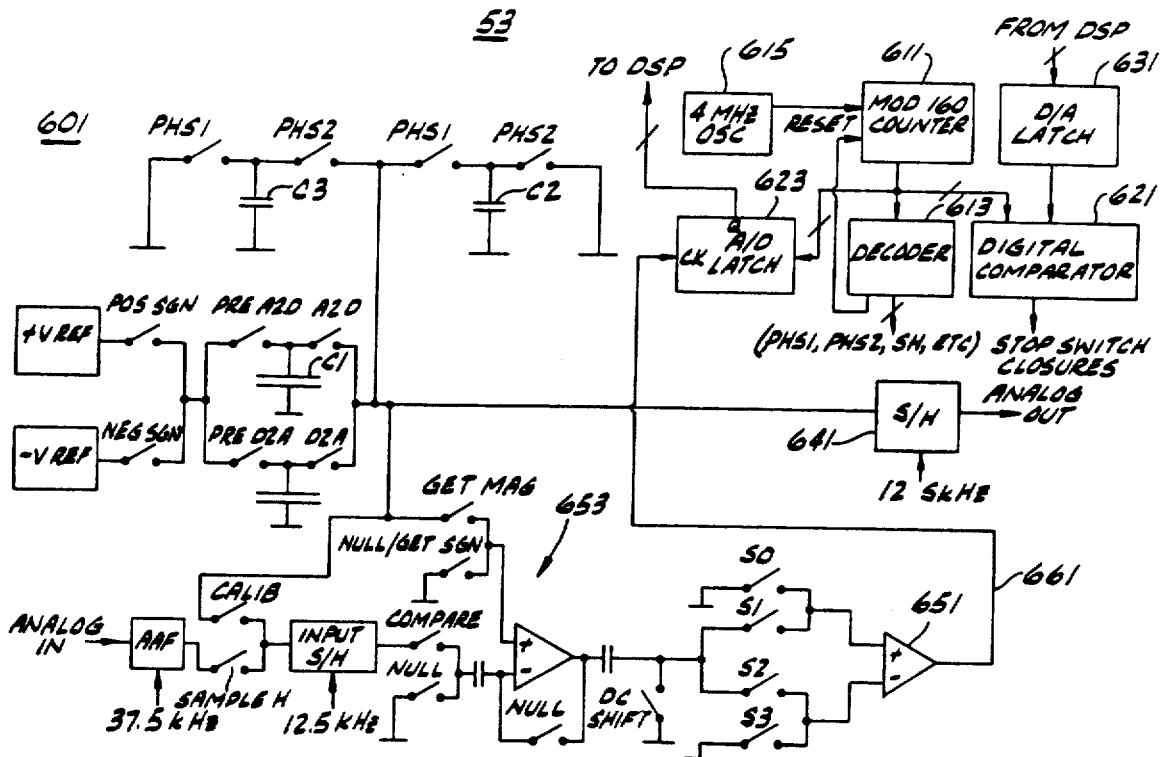 53
601
PHS1
PHS2
PHS1
PHS2
C3
C2
TO DSP
615
4 MHz
OSC
611
MOD 160
COUNTER
RESET
FROM DSP
631
D/A
LATCH
623
Q
A/D
LATCH
CK
613
DECODER
621
DIGITAL
COMPARATOR
(PHS1, PHS2, SH, ETC)
STOP SWITCH
CLOSURES
+V REF
POS SGN
PRE A2D
A2D
C1
-V REF
NEG SGN
PRE D2A
D2A
S/H
641
ANALOG
OUT
12 5kHz
GET MAG
653
NULL/GET SGN
CALIB
ANALOG
IN
AAF
SAMPLE H
37.5 kHz
INPUT
S/H
12.5 kHz
COMPARE
NULL
+
-
NULL
DC
SHIFT
S0
S1
S2
S3
+
-
651
661